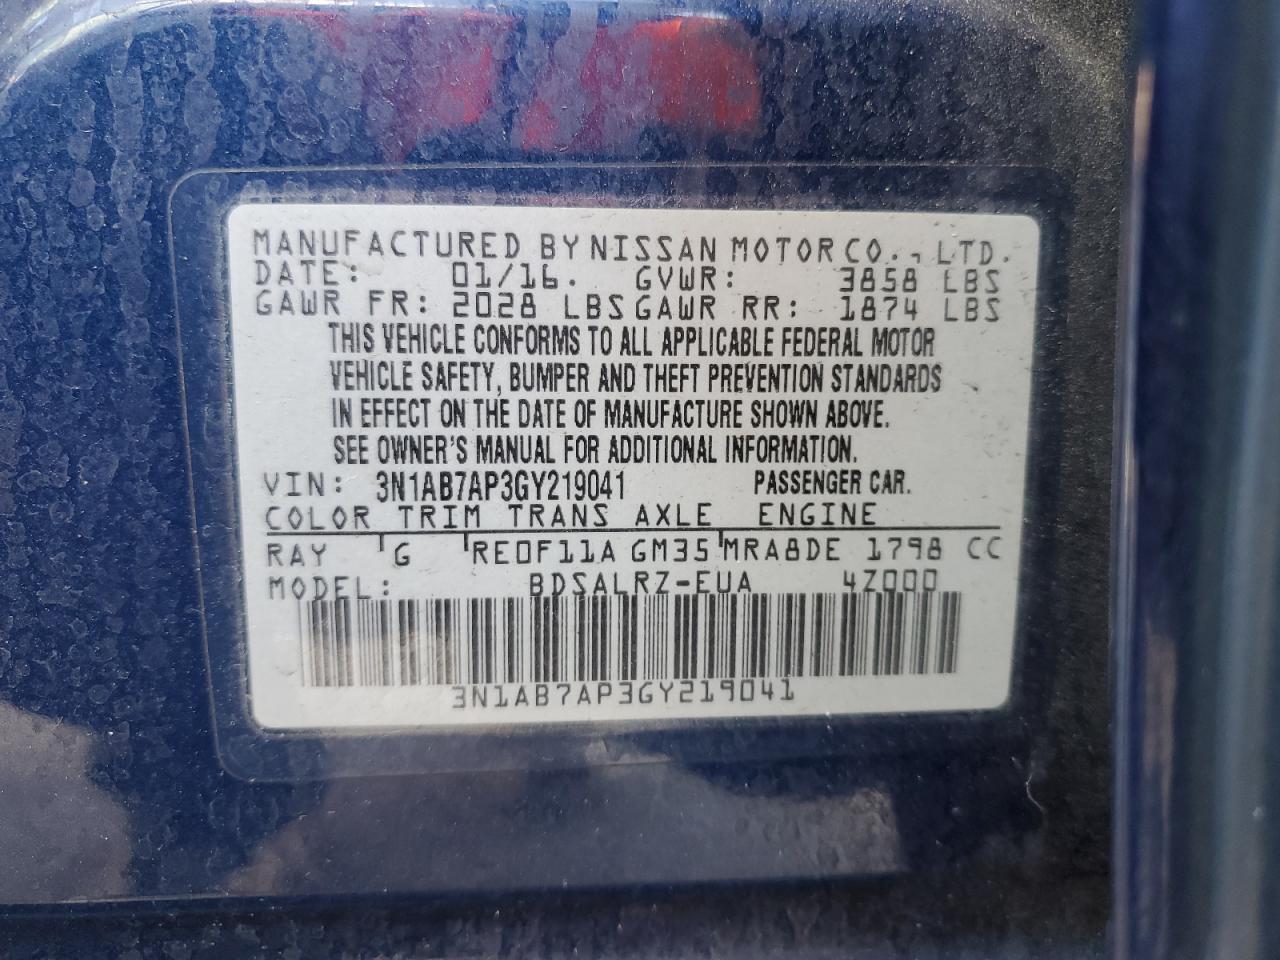 MANUFACTURED BY NISSAN MOTOR CO., LTD.
DATE: 01/16. GVWR: 3858 LBS
GAWR FR: 2028 LBS GAWR RR: 1874 LBS
THIS VEHICLE CONFORMS TO ALL APPLICABLE FEDERAL MOTOR
VEHICLE SAFETY, BUMPER AND THEFT PREVENTION STANDARDS
IN EFFECT ON THE DATE OF MANUFACTURE SHOWN ABOVE.
SEE OWNER'S MANUAL FOR ADDITIONAL INFORMATION.
VIN: 3N1AB7AP3GY219041 PASSENGER CAR.
COLOR TRIM TRANS AXLE ENGINE
RAY G RE0F11A GM35 MRA8DE 1798 CC
MODEL: BDSALRZ-EUA 4Z000
3N1AB7AP3GY219041